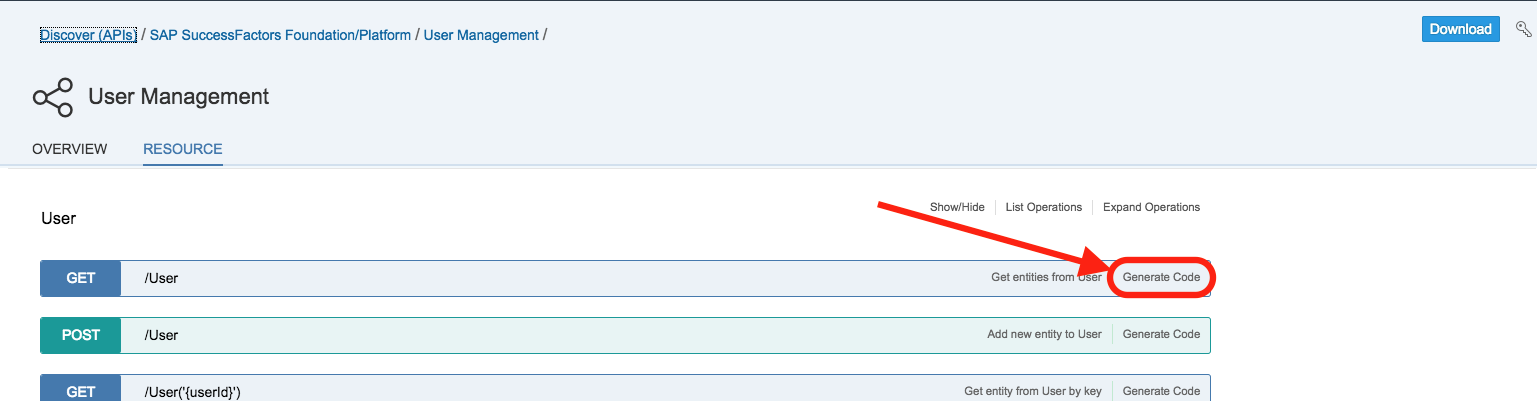 Discover (APIs) / SAP SuccessFactors Foundation/Platform / User Management /
Download
User Management
OVERVIEW RESOURCE
User
Show/Hide List Operations Expand Operations
GET /User Get entities from User Generate Code
POST /User Add new entity to User Generate Code
GET /User('{userId}') Get entity from User by key Generate Code